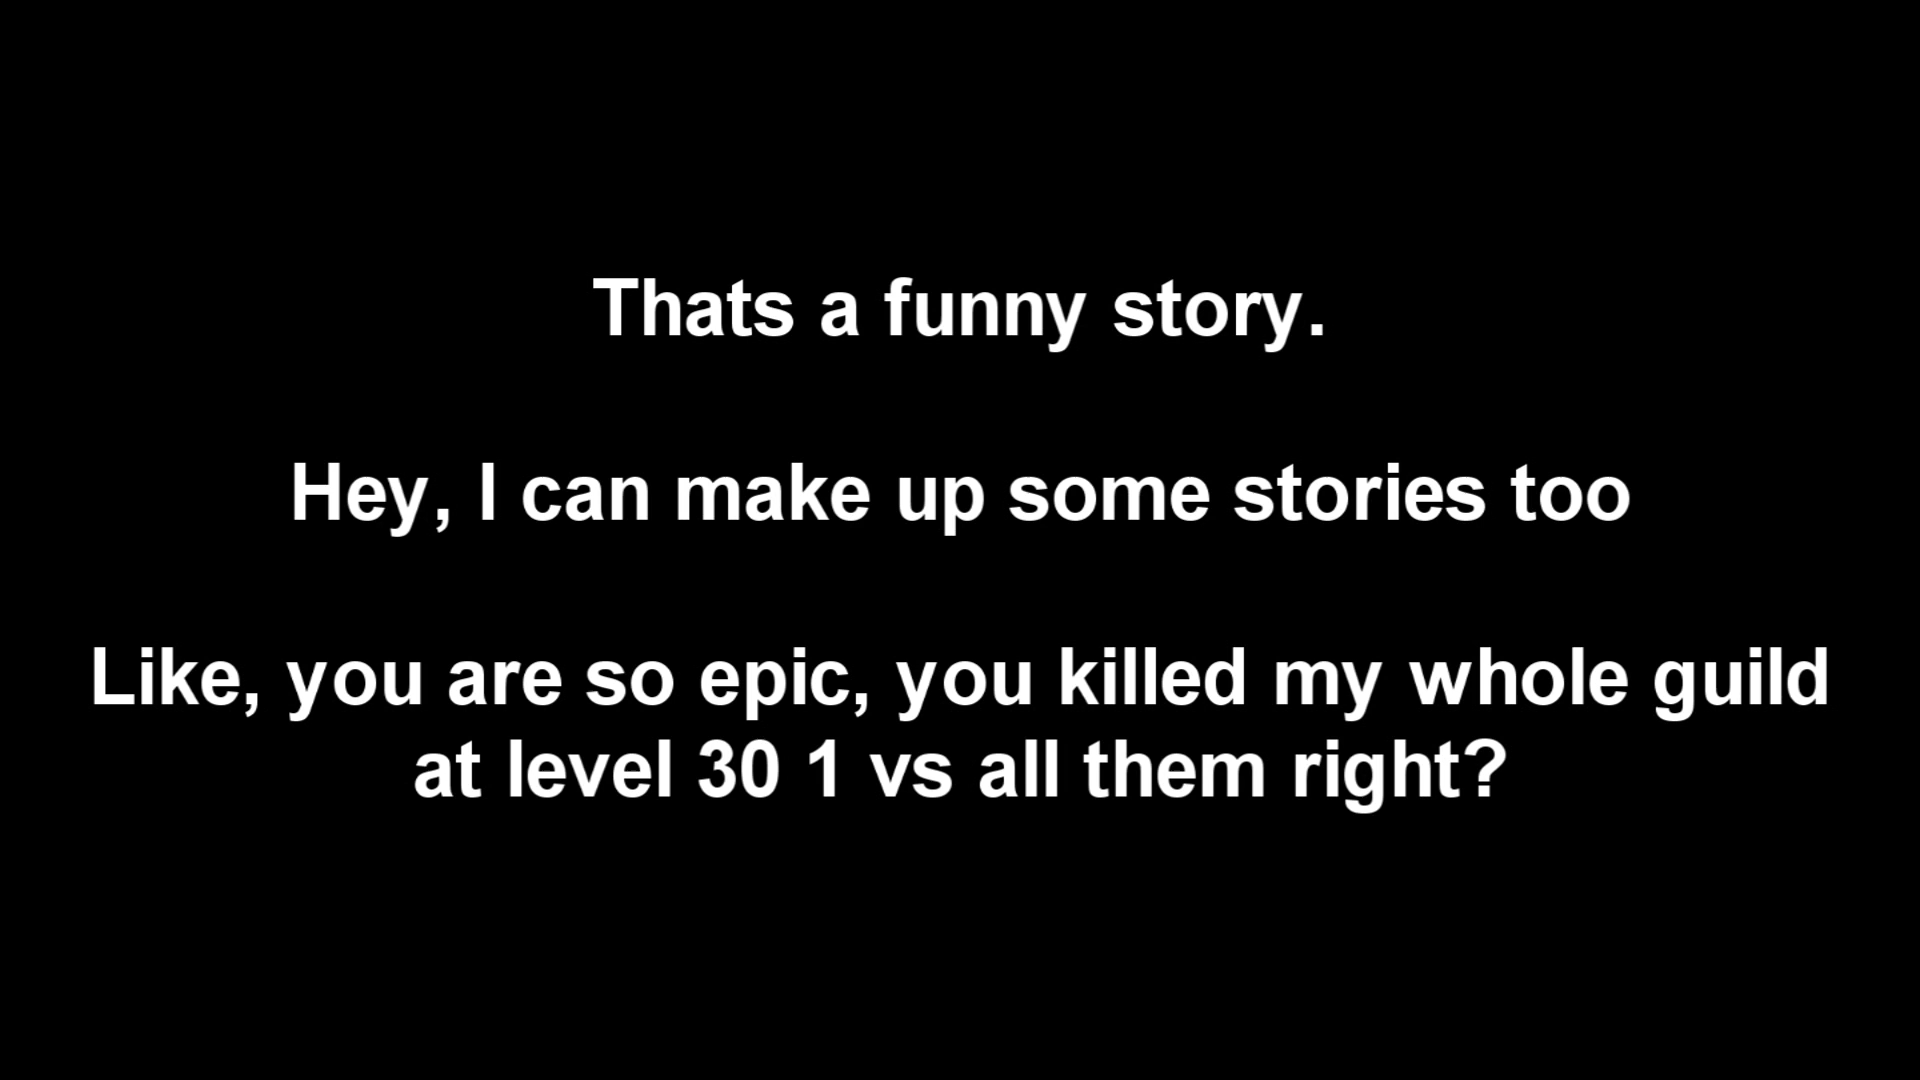 Thats a funny story.
Hey, I can make up some stories too
Like, you are so epic, you killed my whole guild
at level 30 1 vs all them right?